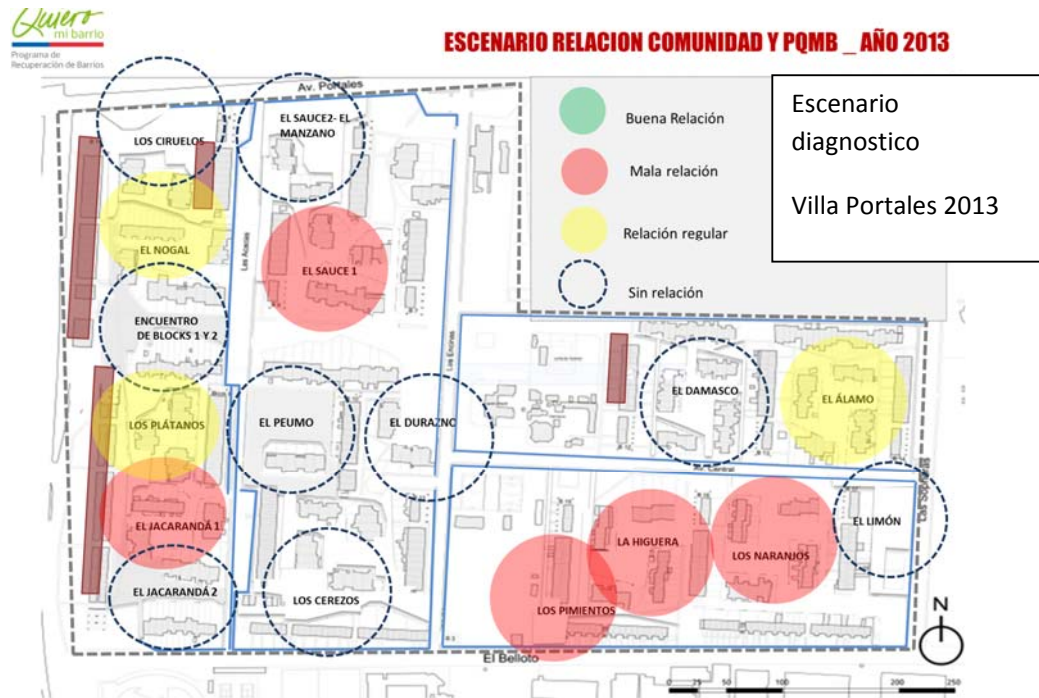 Quiero
mi barrio
Programa de
Recuperación de Barrios
ESCENARIO RELACION COMUNIDAD Y PQMB _ AÑO 2013
Escenario
diagnostico
Villa Portales 2013
Buena Relación
Mala relación
Relación regular
Sin relación
Av. Portales
LOS CIRUELOS
EL SAUCE2- EL
MANZANO
EL NOGAL
Las Acacias
EL SAUCE 1
ENCUENTRO
DE BLOCKS 1 Y 2
Las Encinas
LOS PLÁTANOS
EL PEUMO
EL DURAZNO
EL DAMASCO
EL ÁLAMO
Av. Central
EL JACARANDÁ 1
LA HIGUERA
LOS NARANJOS
EL LIMÓN
EL JACARANDÁ 2
LOS CEREZOS
LOS PIMIENTOS
El Belloto
N
0 25 50 100 150 200 250